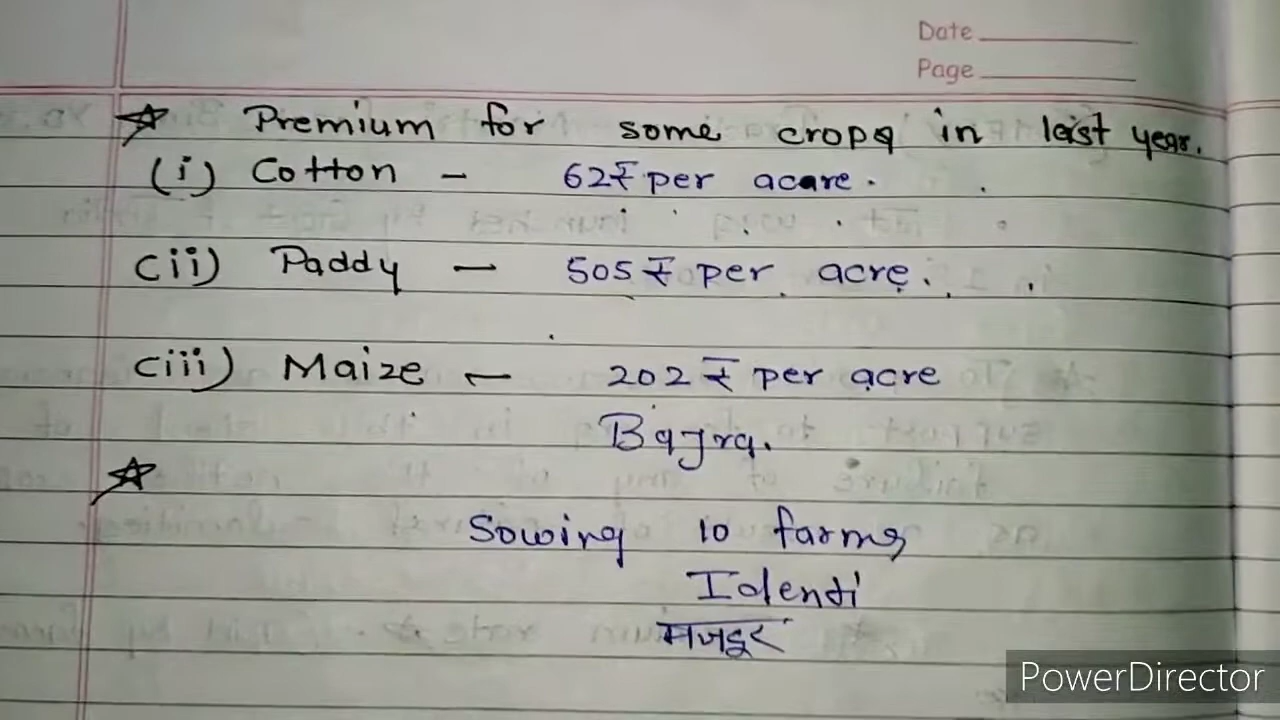 Date
Page
☆ Premium for some crops in last year.
(i) Cotton - 62₹ per acare.
(ii) Paddy - 505 ₹ per acre.
(iii) Maize - 202 ₹ per acre
Bajra.
☆
Sowing 10 farms
Identi
मजदूर
PowerDirector